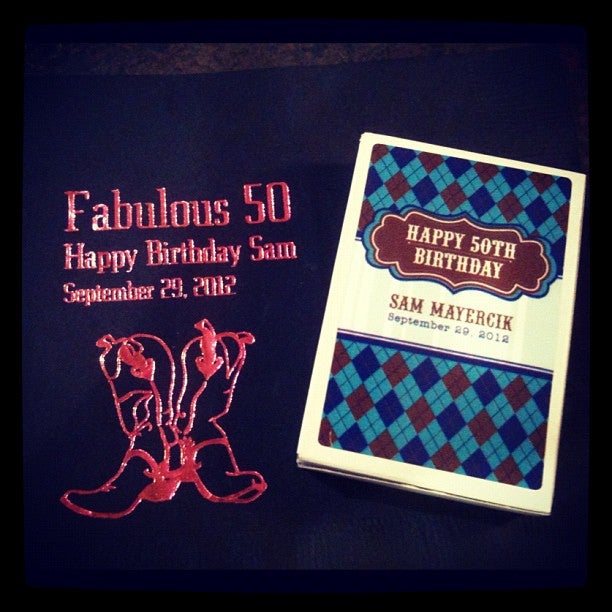 Fabulous 50
Happy Birthday Sam
September 29, 2012
HAPPY 50TH
BIRTHDAY
SAM MAYERCIK
September 29, 2012